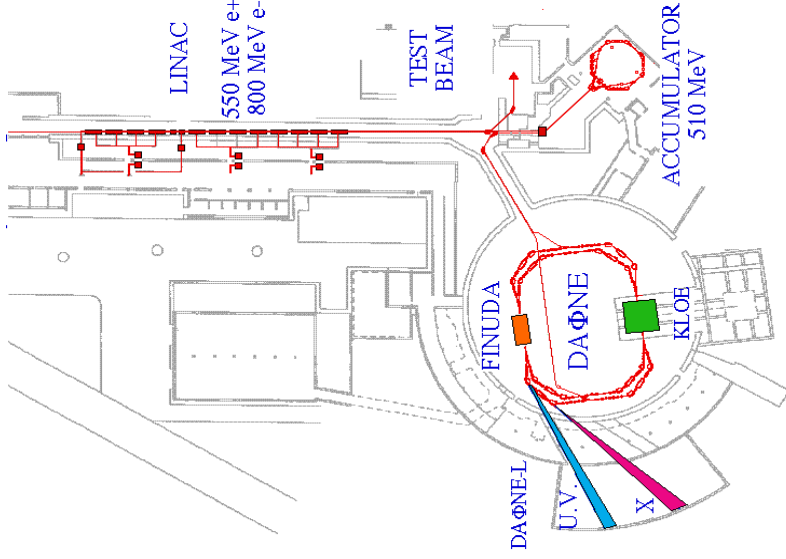 LINAC
550 MeV e+
800 MeV e-
TEST
BEAM
ACCUMULATOR
510 MeV
FINUDA
DAΦNE
KLOE
DAΦNE-L
U.V.
X